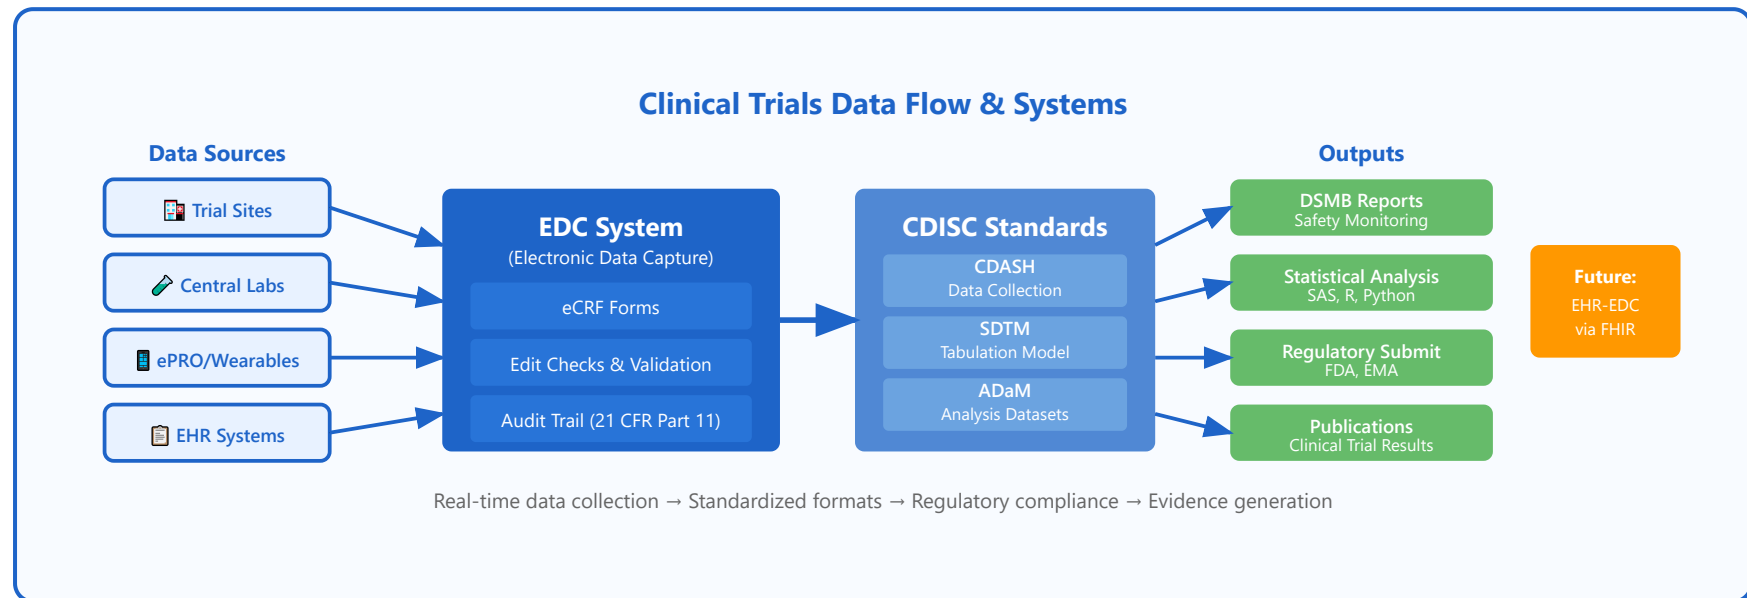 Clinical Trials Data Flow & Systems
Data Sources
Trial Sites
Central Labs
ePRO/Wearables
EHR Systems
EDC System
(Electronic Data Capture)
eCRF Forms
Edit Checks & Validation
Audit Trail (21 CFR Part 11)
CDISC Standards
CDASH
Data Collection
SDTM
Tabulation Model
ADaM
Analysis Datasets
Outputs
DSMB Reports
Safety Monitoring
Statistical Analysis
SAS, R, Python
Regulatory Submit
FDA, EMA
Publications
Clinical Trial Results
Future:
EHR-EDC
via FHIR
Real-time data collection → Standardized formats → Regulatory compliance → Evidence generation